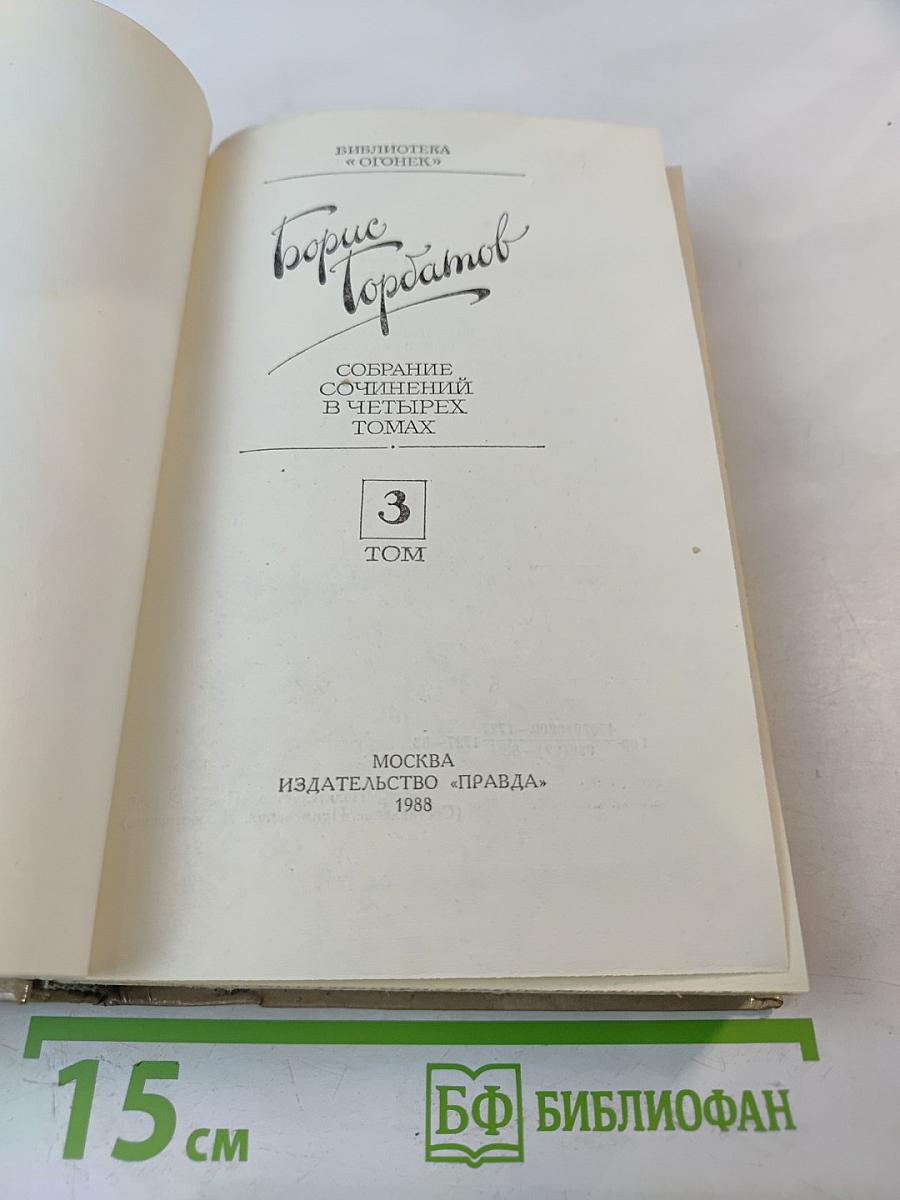 БИБЛИОТЕКА
«ОГОНЕК»
Борис
Горбатов
СОБРАНИЕ
СОЧИНЕНИЙ
В ЧЕТЫРЕХ
ТОМАХ
3
ТОМ
МОСКВА
ИЗДАТЕЛЬСТВО «ПРАВДА»
1988
15 см
БФ БИБЛИОФАН